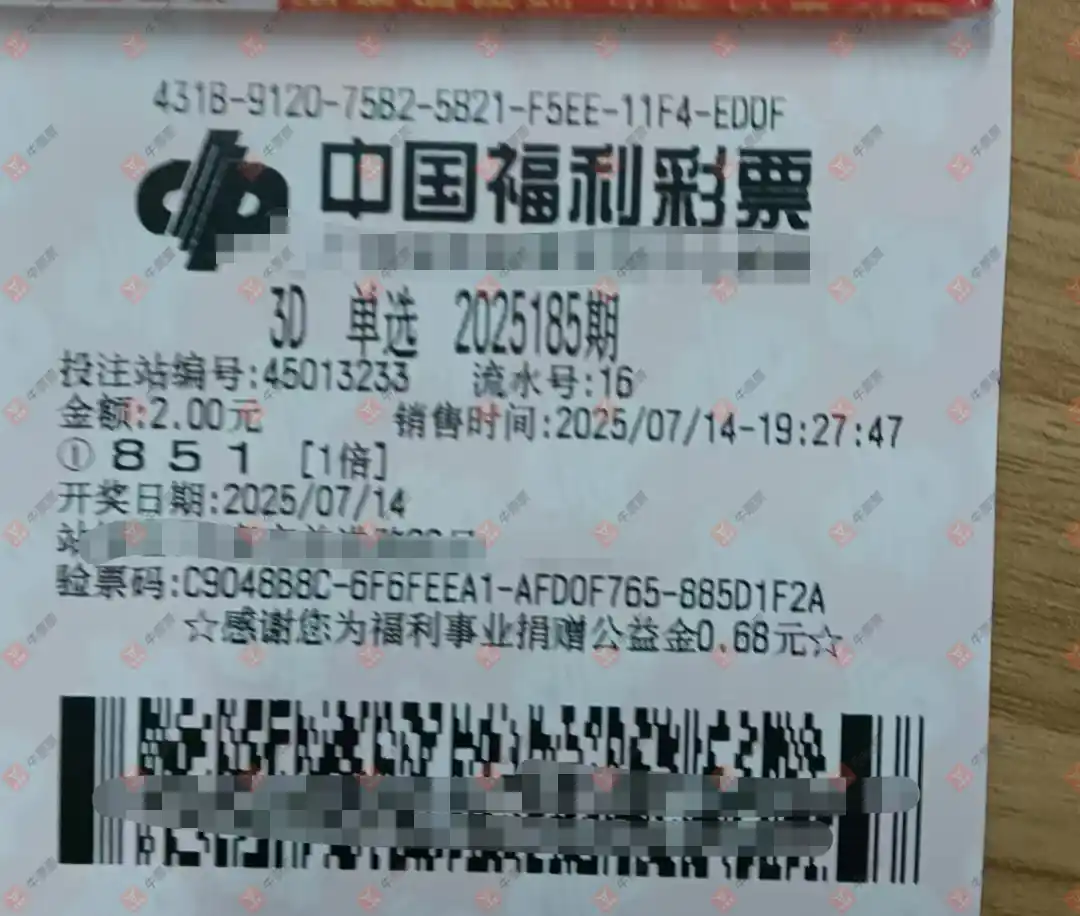 4318-9120-7582-5821-F5EE-11F4-EDDF
中国福利彩票
3D 单选 2025185期
投注站编号:45013233 流水号:16
金额:2.00元 销售时间:2025/07/14-19:27:47
① 8 5 1 [1倍]
开奖日期:2025/07/14
站
验票码:C904888C-6F6FEEA1-AFD0F765-885D1F2A
☆感谢您为福利事业捐赠公益金0.68元☆